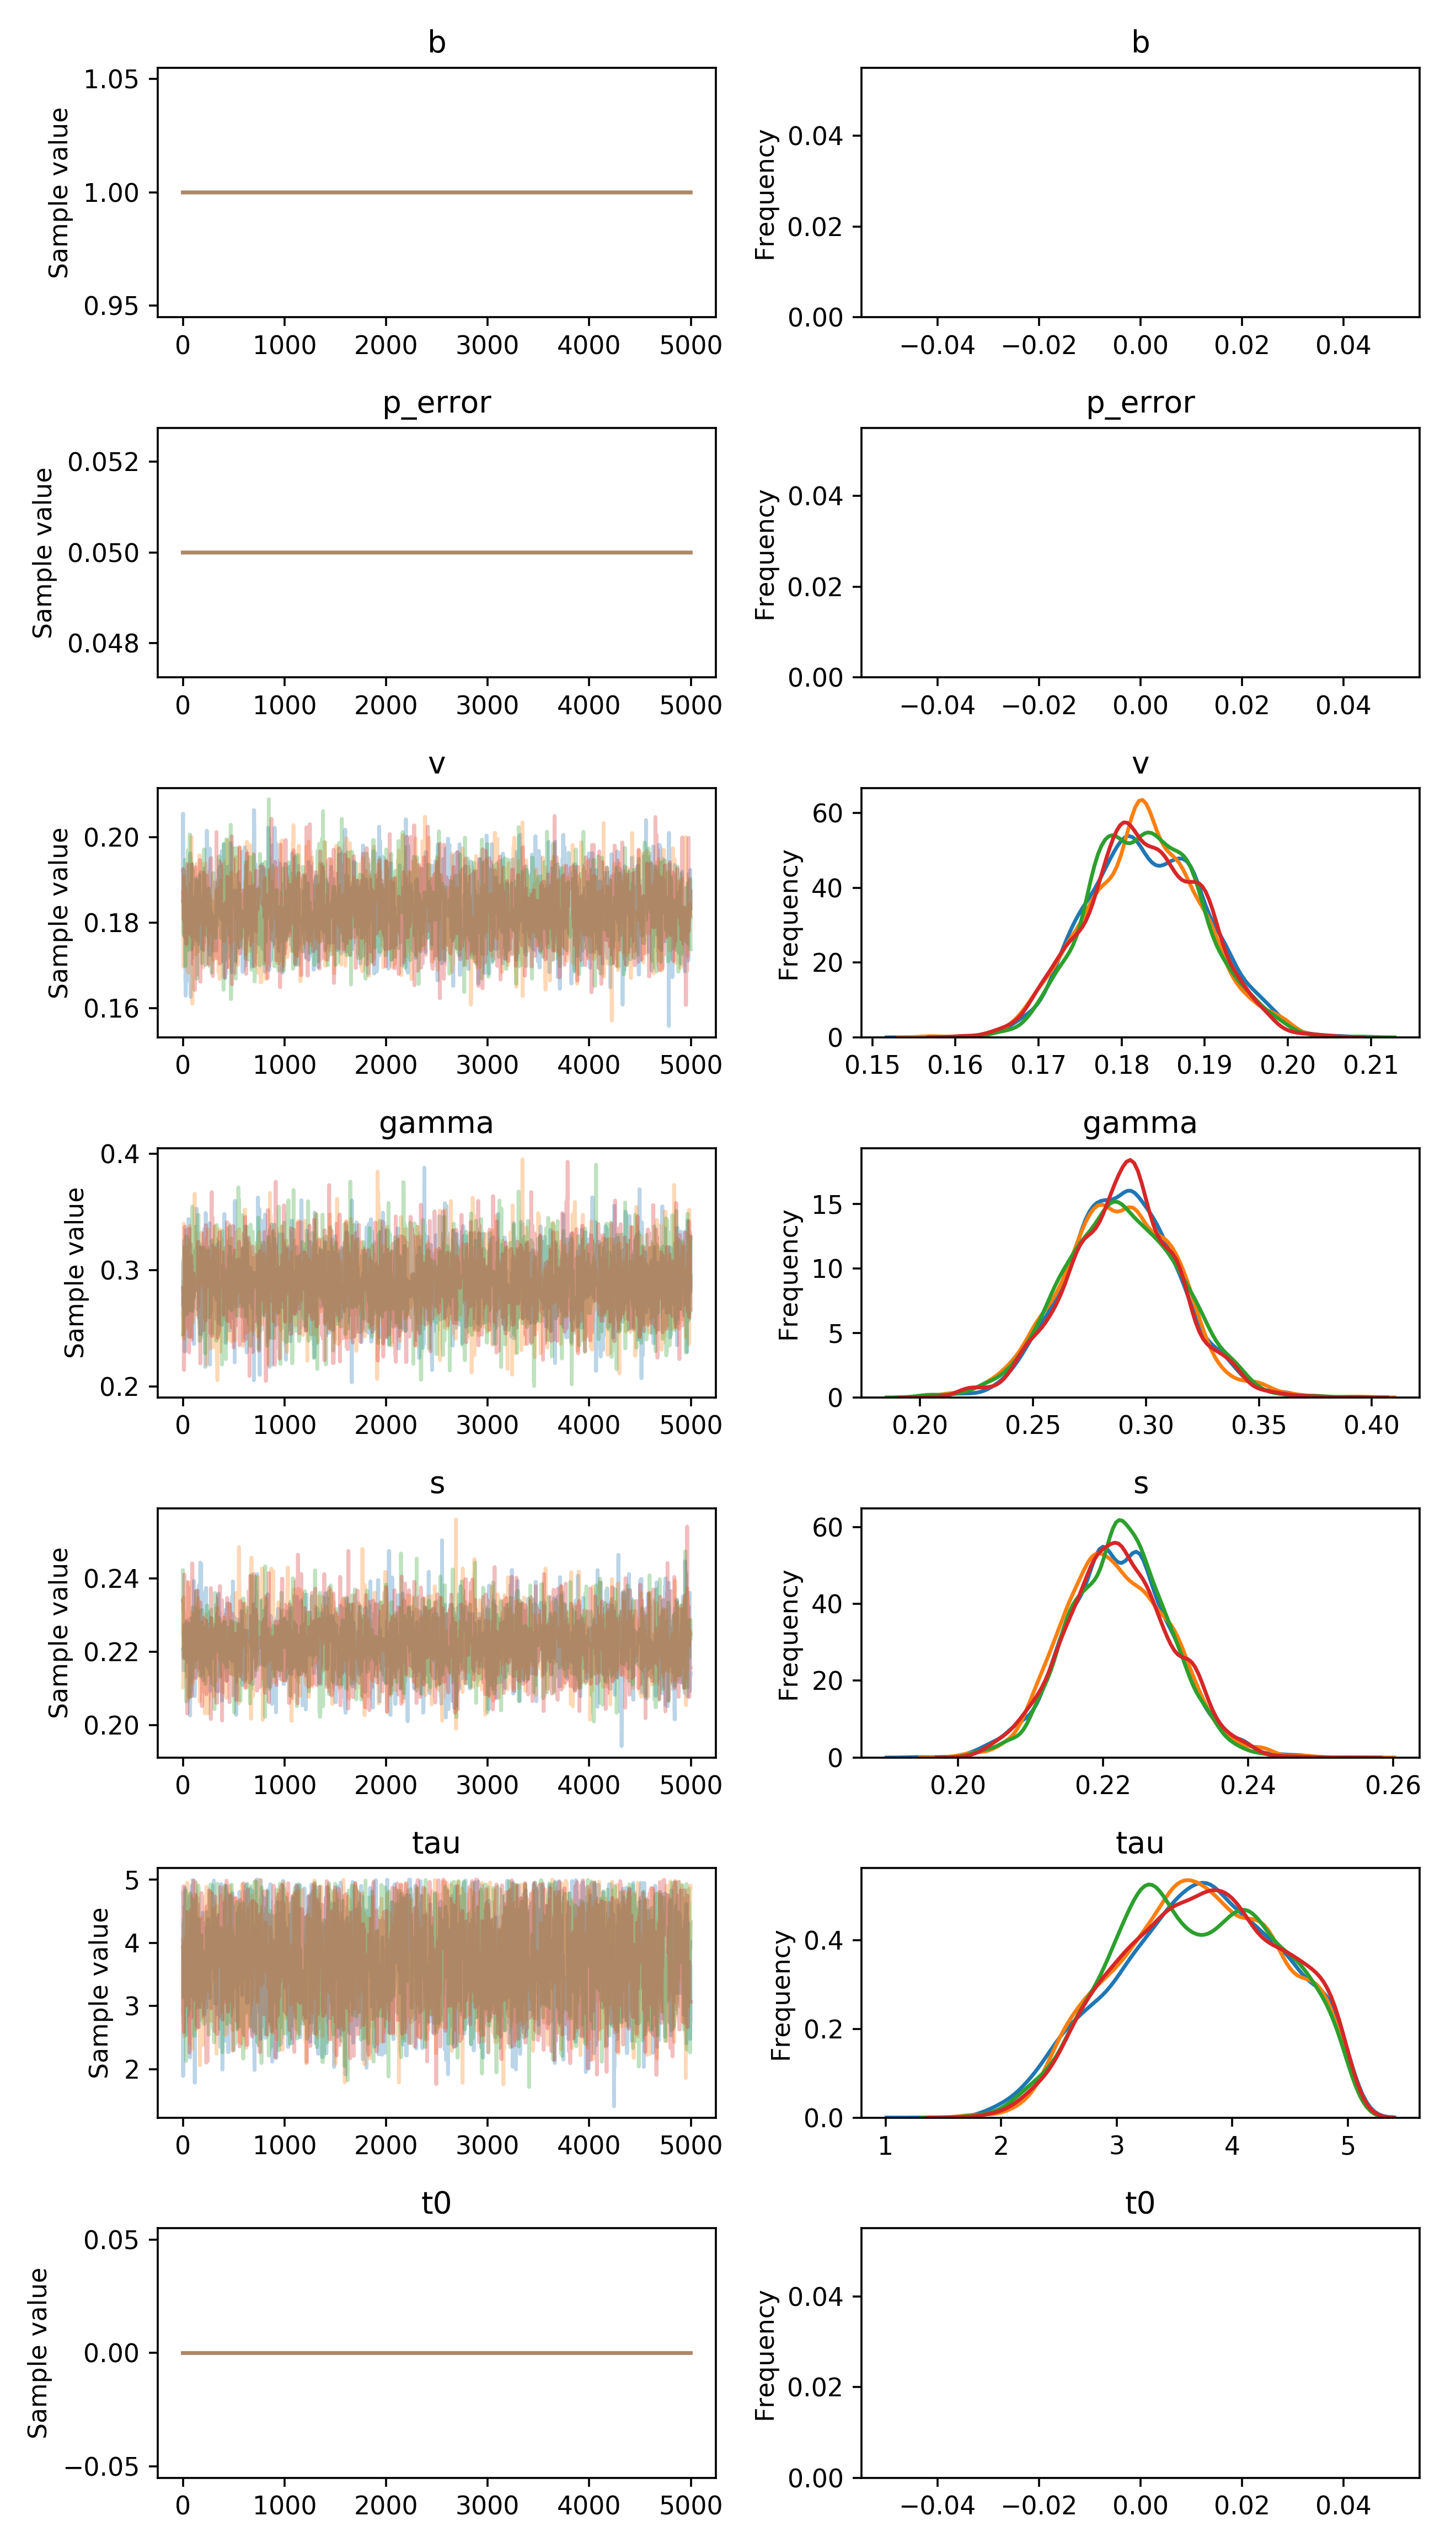 b
b
1.05
1.00
0.95
Sample value
0 1000 2000 3000 4000 5000
0.04
0.02
0.00
Frequency
−0.04 −0.02 0.00 0.02 0.04
p_error
p_error
0.052
0.050
0.048
Sample value
0 1000 2000 3000 4000 5000
0.04
0.02
0.00
Frequency
−0.04 −0.02 0.00 0.02 0.04
v
v
0.20
0.18
0.16
Sample value
0 1000 2000 3000 4000 5000
60
40
20
0
Frequency
0.15 0.16 0.17 0.18 0.19 0.20 0.21
gamma
gamma
0.4
0.3
0.2
Sample value
0 1000 2000 3000 4000 5000
15
10
5
0
Frequency
0.20 0.25 0.30 0.35 0.40
s
s
0.24
0.22
0.20
Sample value
0 1000 2000 3000 4000 5000
60
40
20
0
Frequency
0.20 0.22 0.24 0.26
tau
tau
5
4
3
2
Sample value
0 1000 2000 3000 4000 5000
0.4
0.2
0.0
Frequency
1 2 3 4 5
t0
t0
0.05
0.00
−0.05
Sample value
0 1000 2000 3000 4000 5000
0.04
0.02
0.00
Frequency
−0.04 −0.02 0.00 0.02 0.04